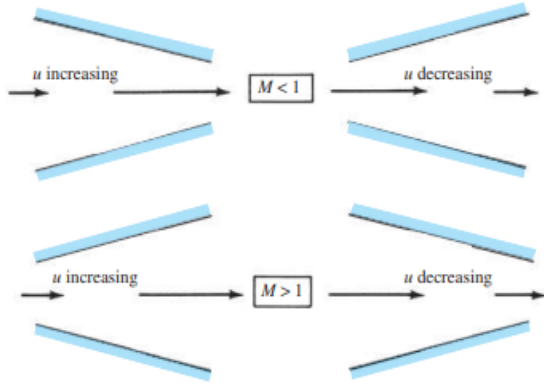 u increasing
M < 1
u decreasing
u increasing
M > 1
u decreasing